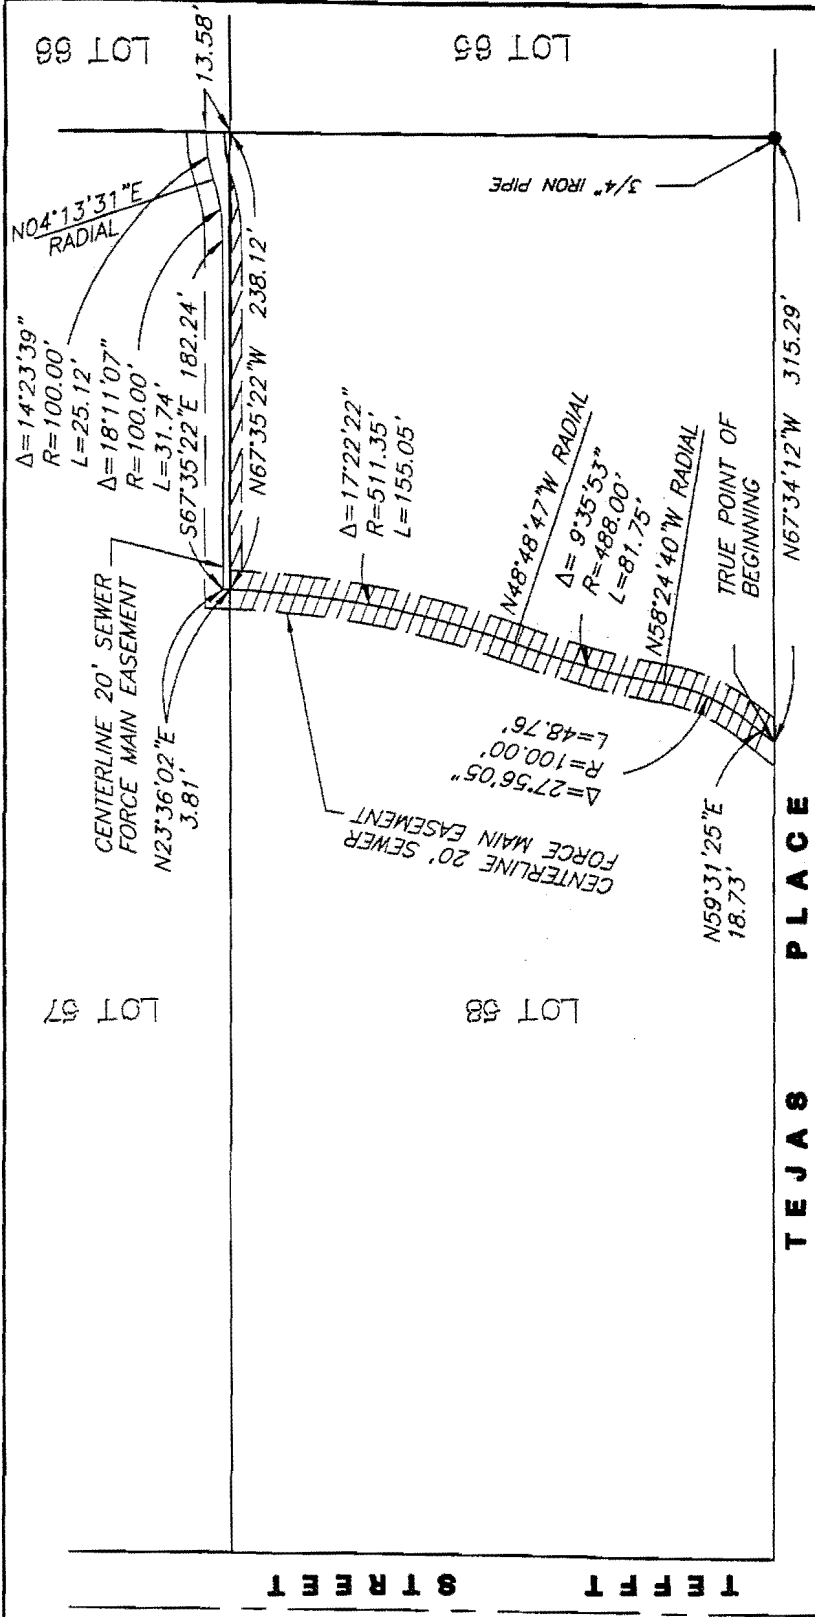 LOT 66
LOT 65
13.58'
N04°13'31"E
RADIAL
3/4" IRON PIPE
Δ=14°23'39"
R=100.00'
L=25.12'
Δ=18°11'07"
R=100.00'
L=31.74'
S67°35'22"E 182.24'
N67°35'22"W 238.12'
CENTERLINE 20' SEWER
FORCE MAIN EASEMENT
N23°36'02"E
3.81'
Δ=17°22'22"
R=511.35'
L=155.05'
N48°48'47"W RADIAL
Δ= 9°35'53"
R=488.00'
L=81.75'
N58°24'40"W RADIAL
TRUE POINT OF
BEGINNING
N67°34'12"W 315.29'
Δ=27°56'05"
R=100.00'
L=48.76'
CENTERLINE 20' SEWER
FORCE MAIN EASEMENT
N59°31'25"E
18.73'
LOT 67
LOT 68
TEJAS PLACE
TEFFT STREET